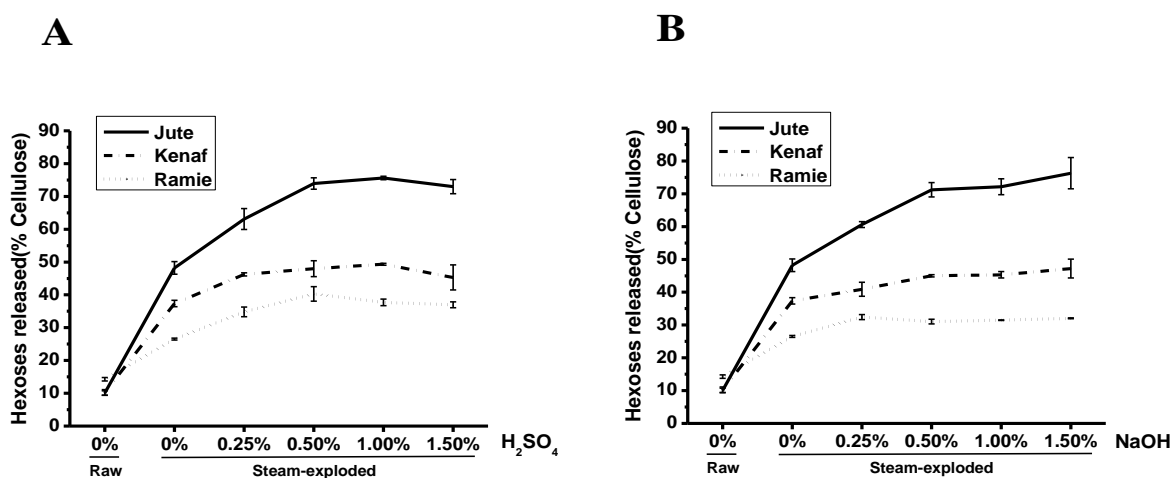 A
Hexoses released(% Cellulose)
90
80
70
60
50
40
30
20
10
0
Jute
Kenaf
Ramie
0% 0% 0.25% 0.50% 1.00% 1.50% H₂SO₄
Raw Steam-exploded
B
Hexoses released(% Cellulose)
90
80
70
60
50
40
30
20
10
0
Jute
Kenaf
Ramie
0% 0% 0.25% 0.50% 1.00% 1.50% NaOH
Raw Steam-exploded